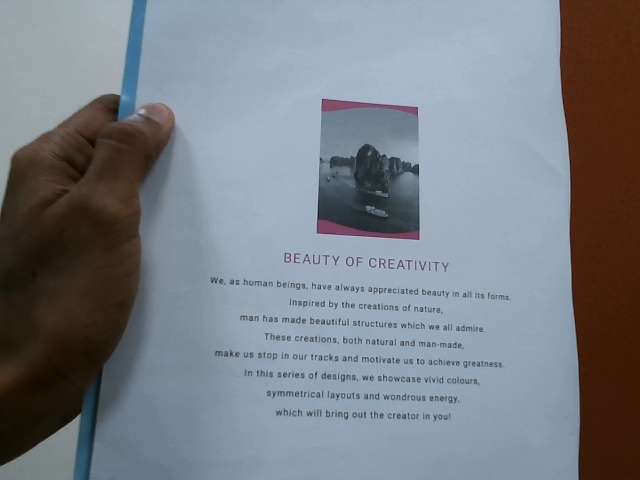 BEAUTY OF CREATIVITY
We, as human beings, have always appreciated beauty in all its forms.
Inspired by the creations of nature,
man has made beautiful structures which we all admire.
These creations, both natural and man-made,
make us stop in our tracks and motivate us to achieve greatness.
In this series of designs, we showcase vivid colours,
symmetrical layouts and wondrous energy,
which will bring out the creator in you!